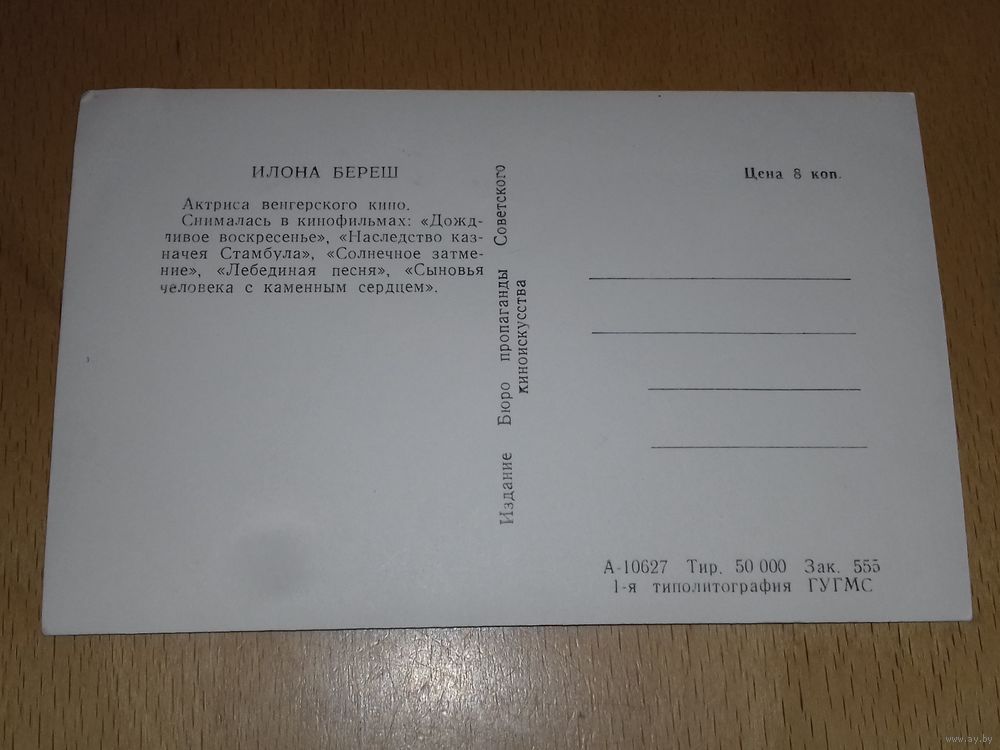 ИЛОНА БЕРЕШ
Актриса венгерского кино.
Снималась в кинофильмах: «Дожд-
ливое воскресенье», «Наследство каз-
начея Стамбула», «Солнечное затме-
ние», «Лебединая песня», «Сыновья
человека с каменным сердцем».
Издание Бюро пропаганды Советского
киноискусства
Цена 8 коп.
А-10627 Тир. 50 000 Зак. 555
1-я типолитография ГУГМС
www.ay.by